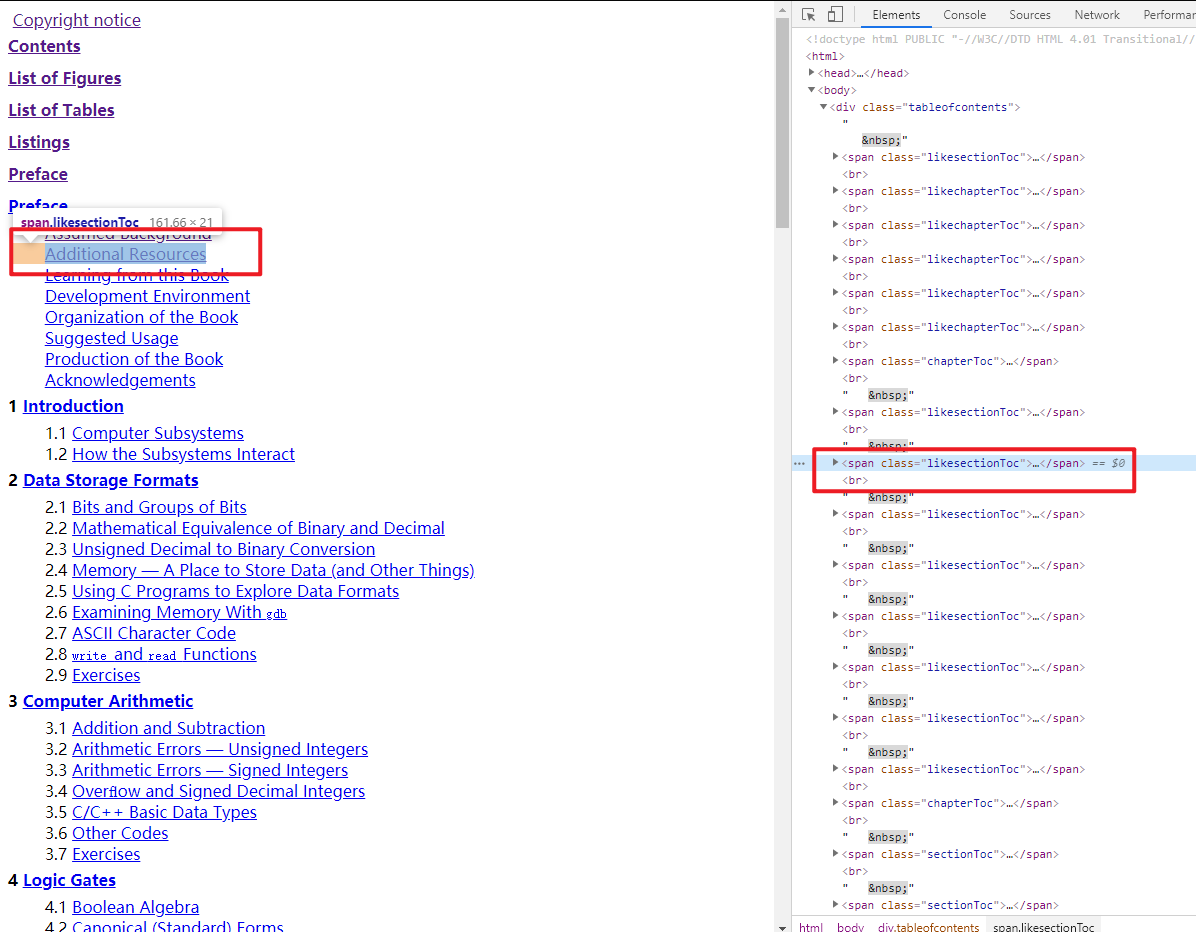 Copyright notice
Contents
List of Figures
List of Tables
Listings
Preface
Preface
span.likesectionToc 161.66 × 21
Assumed Background
Additional Resources
Learning from this Book
Development Environment
Organization of the Book
Suggested Usage
Production of the Book
Acknowledgements
1 Introduction
1.1 Computer Subsystems
1.2 How the Subsystems Interact
2 Data Storage Formats
2.1 Bits and Groups of Bits
2.2 Mathematical Equivalence of Binary and Decimal
2.3 Unsigned Decimal to Binary Conversion
2.4 Memory — A Place to Store Data (and Other Things)
2.5 Using C Programs to Explore Data Formats
2.6 Examining Memory With gdb
2.7 ASCII Character Code
2.8 write and read Functions
2.9 Exercises
3 Computer Arithmetic
3.1 Addition and Subtraction
3.2 Arithmetic Errors — Unsigned Integers
3.3 Arithmetic Errors — Signed Integers
3.4 Overflow and Signed Decimal Integers
3.5 C/C++ Basic Data Types
3.6 Other Codes
3.7 Exercises
4 Logic Gates
4.1 Boolean Algebra
4.2 Canonical (Standard) Forms
Elements Console Sources Network Performan
<!doctype html PUBLIC "-//W3C//DTD HTML 4.01 Transitional//
<html>
<head>…</head>
<body>
<div class="tableofcontents">
"
&nbsp;"
<span class="likesectionToc">…</span>
<br>
<span class="likechapterToc">…</span>
<br>
<span class="likechapterToc">…</span>
<br>
<span class="likechapterToc">…</span>
<br>
<span class="likechapterToc">…</span>
<br>
<span class="likechapterToc">…</span>
<br>
<span class="chapterToc">…</span>
<br>
" &nbsp;"
<span class="likesectionToc">…</span>
<br>
" &nbsp;"
… <span class="likesectionToc">…</span> == $0
<br>
" &nbsp;"
<span class="likesectionToc">…</span>
<br>
" &nbsp;"
<span class="likesectionToc">…</span>
<br>
" &nbsp;"
<span class="likesectionToc">…</span>
<br>
" &nbsp;"
<span class="likesectionToc">…</span>
<br>
" &nbsp;"
<span class="likesectionToc">…</span>
<br>
" &nbsp;"
<span class="likesectionToc">…</span>
<br>
<span class="chapterToc">…</span>
<br>
" &nbsp;"
<span class="sectionToc">…</span>
<br>
" &nbsp;"
<span class="sectionToc">…</span>
html body div.tableofcontents span.likesectionToc